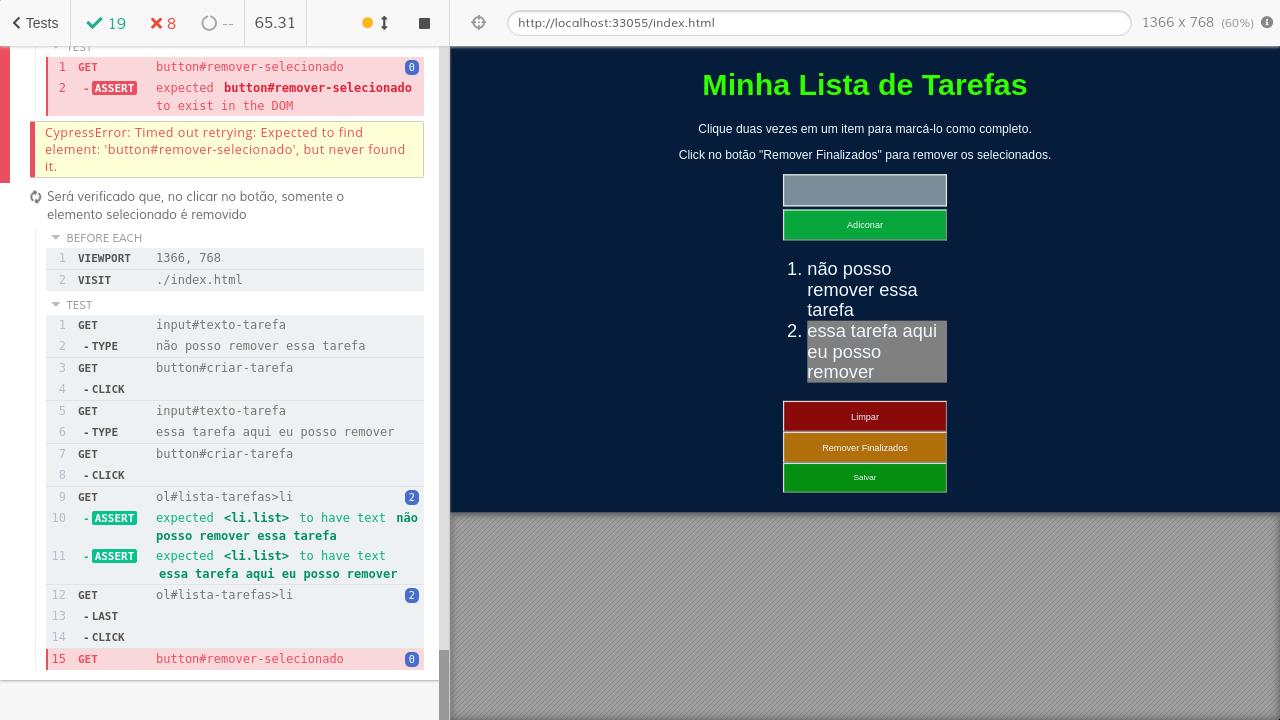 Tests
19
8
--
65.31
http://localhost:33055/index.html
1366 x 768 (60%)
TEST
1 GET button#remover-selecionado 0
2 -ASSERT expected button#remover-selecionado
to exist in the DOM
CypressError: Timed out retrying: Expected to find
element: 'button#remover-selecionado', but never found
it.
Será verificado que, no clicar no botão, somente o
elemento selecionado é removido
BEFORE EACH
1 VIEWPORT 1366, 768
2 VISIT ./index.html
TEST
1 GET input#texto-tarefa
2 -TYPE não posso remover essa tarefa
3 GET button#criar-tarefa
4 -CLICK
5 GET input#texto-tarefa
6 -TYPE essa tarefa aqui eu posso remover
7 GET button#criar-tarefa
8 -CLICK
9 GET ol#lista-tarefas>li 2
10 -ASSERT expected <li.list> to have text não
posso remover essa tarefa
11 -ASSERT expected <li.list> to have text
essa tarefa aqui eu posso remover
12 GET ol#lista-tarefas>li 2
13 -LAST
14 -CLICK
15 GET button#remover-selecionado 0
Minha Lista de Tarefas
Clique duas vezes em um item para marcá-lo como completo.
Click no botão "Remover Finalizados" para remover os selecionados.
Adiconar
1. não posso
remover essa
tarefa
2. essa tarefa aqui
eu posso
remover
Limpar
Remover Finalizados
Salvar